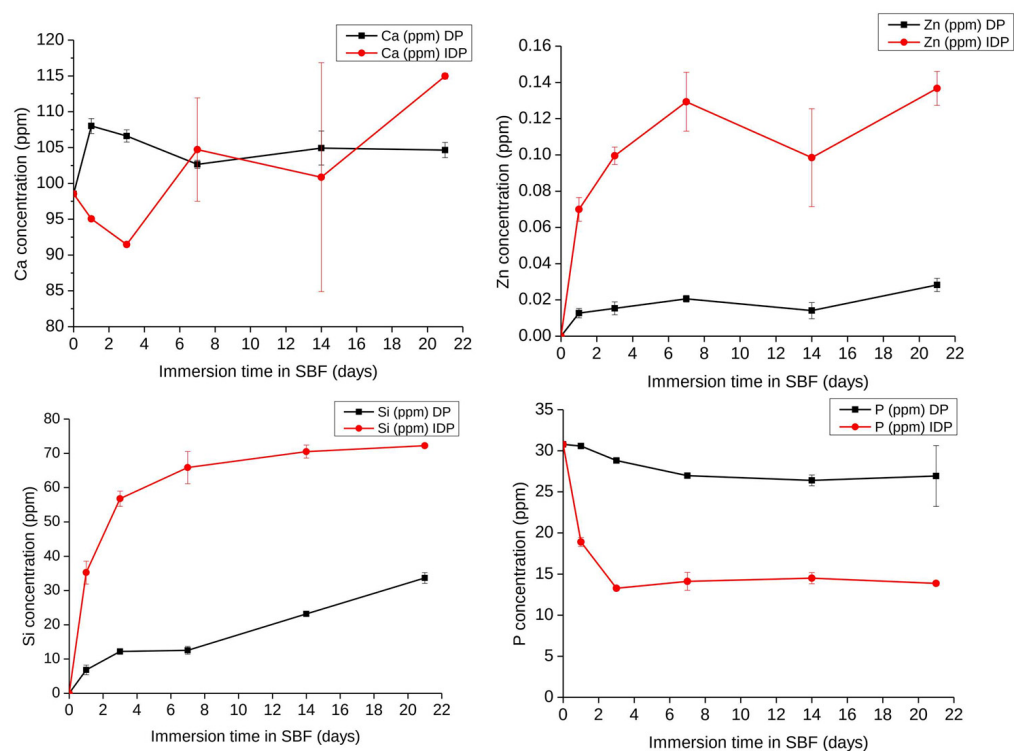 Ca (ppm) DP
Ca (ppm) IDP
120
115
110
105
100
95
90
85
80
Ca concentration (ppm)
0 2 4 6 8 10 12 14 16 18 20 22
Immersion time in SBF (days)
Zn (ppm) DP
Zn (ppm) IDP
0.16
0.14
0.12
0.10
0.08
0.06
0.04
0.02
0.00
Zn concentration (ppm)
0 2 4 6 8 10 12 14 16 18 20 22
Immersion time in SBF (days)
Si (ppm) DP
Si (ppm) IDP
80
70
60
50
40
30
20
10
0
Si concentration (ppm)
0 2 4 6 8 10 12 14 16 18 20 22
Immersion time in SBF (days)
P (ppm) DP
P (ppm) IDP
35
30
25
20
15
10
5
0
P concentration (ppm)
0 2 4 6 8 10 12 14 16 18 20 22
Immersion time in SBF (days)